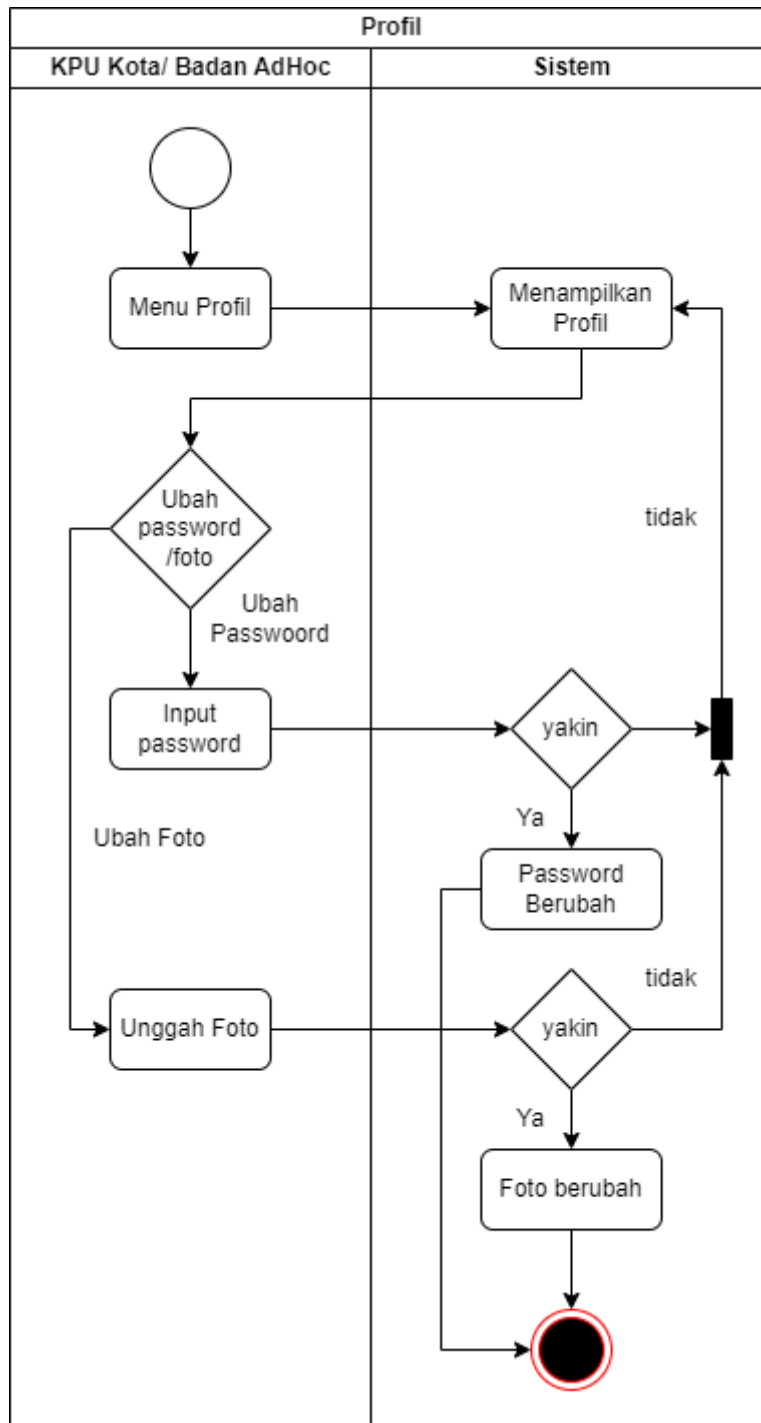 Profil
KPU Kota/ Badan AdHoc
Sistem
Menu Profil
Menampilkan
Profil
Ubah
password
/foto
tidak
Ubah
Passwoord
Input
password
yakin
Ya
Ubah Foto
Password
Berubah
tidak
Unggah Foto
yakin
Ya
Foto berubah